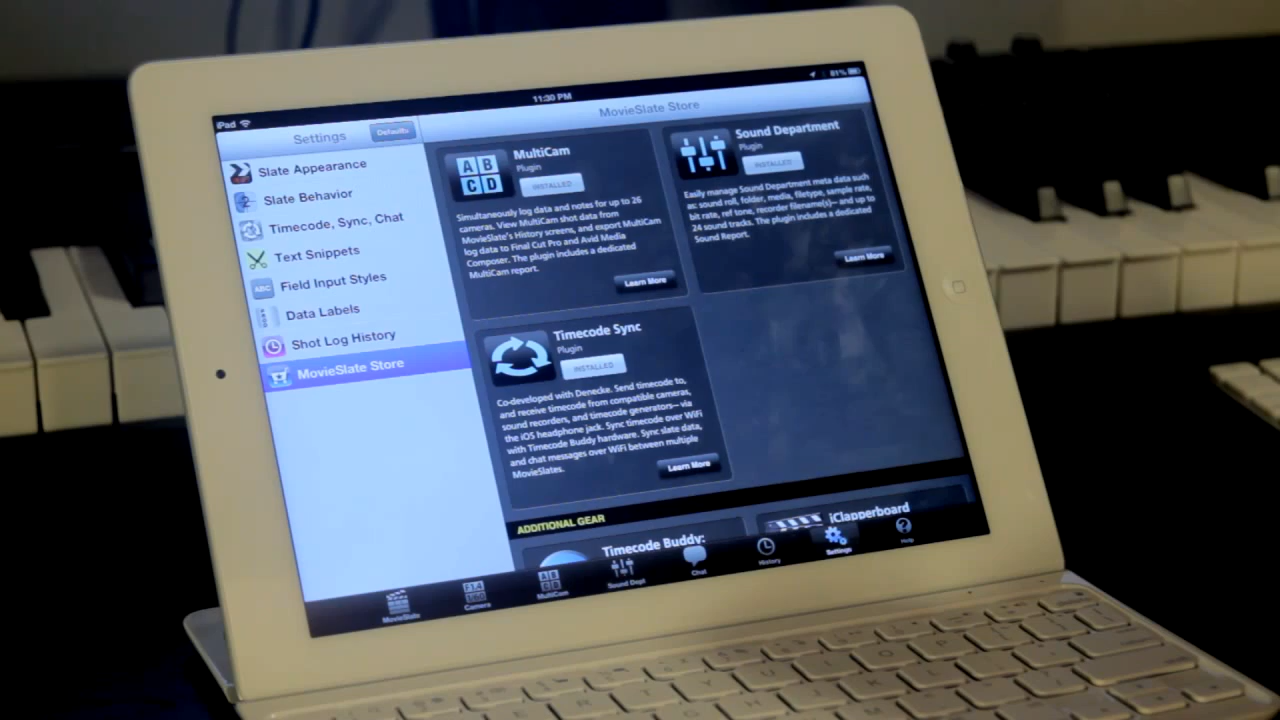 iPad
11:30 PM
81%
Settings
Defaults
MovieSlate Store
Slate Appearance
Slate Behavior
Timecode, Sync, Chat
Text Snippets
ABC
Field Input Styles
Data Labels
Shot Log History
MovieSlate Store
A B
C D
MultiCam
Plugin
INSTALLED
Simultaneously log data and notes for up to 26
cameras. View MultiCam shot data from
MovieSlate's History screens, and export MultiCam
log data to Final Cut Pro and Avid Media
Composer. The plugin includes a dedicated
MultiCam report.
Learn More
Sound Department
Plugin
INSTALLED
Easily manage Sound Department meta data such
as: sound roll, folder, media, filetype, sample rate,
bit rate, ref tone, recorder filename(s)— and up to
24 sound tracks. The plugin includes a dedicated
Sound Report.
Learn More
Timecode Sync
Plugin
INSTALLED
Co-developed with Denecke. Send timecode to,
and receive timecode from compatible cameras,
sound recorders, and timecode generators— via
the iOS headphone jack. Sync timecode over WiFi
with Timecode Buddy hardware. Sync slate data,
and chat messages over WiFi between multiple
MovieSlates.
Learn More
ADDITIONAL GEAR
Timecode Buddy:
iClapperboard
MovieSlate
Camera
MultiCam
Sound Dept
Chat
History
Settings
Help